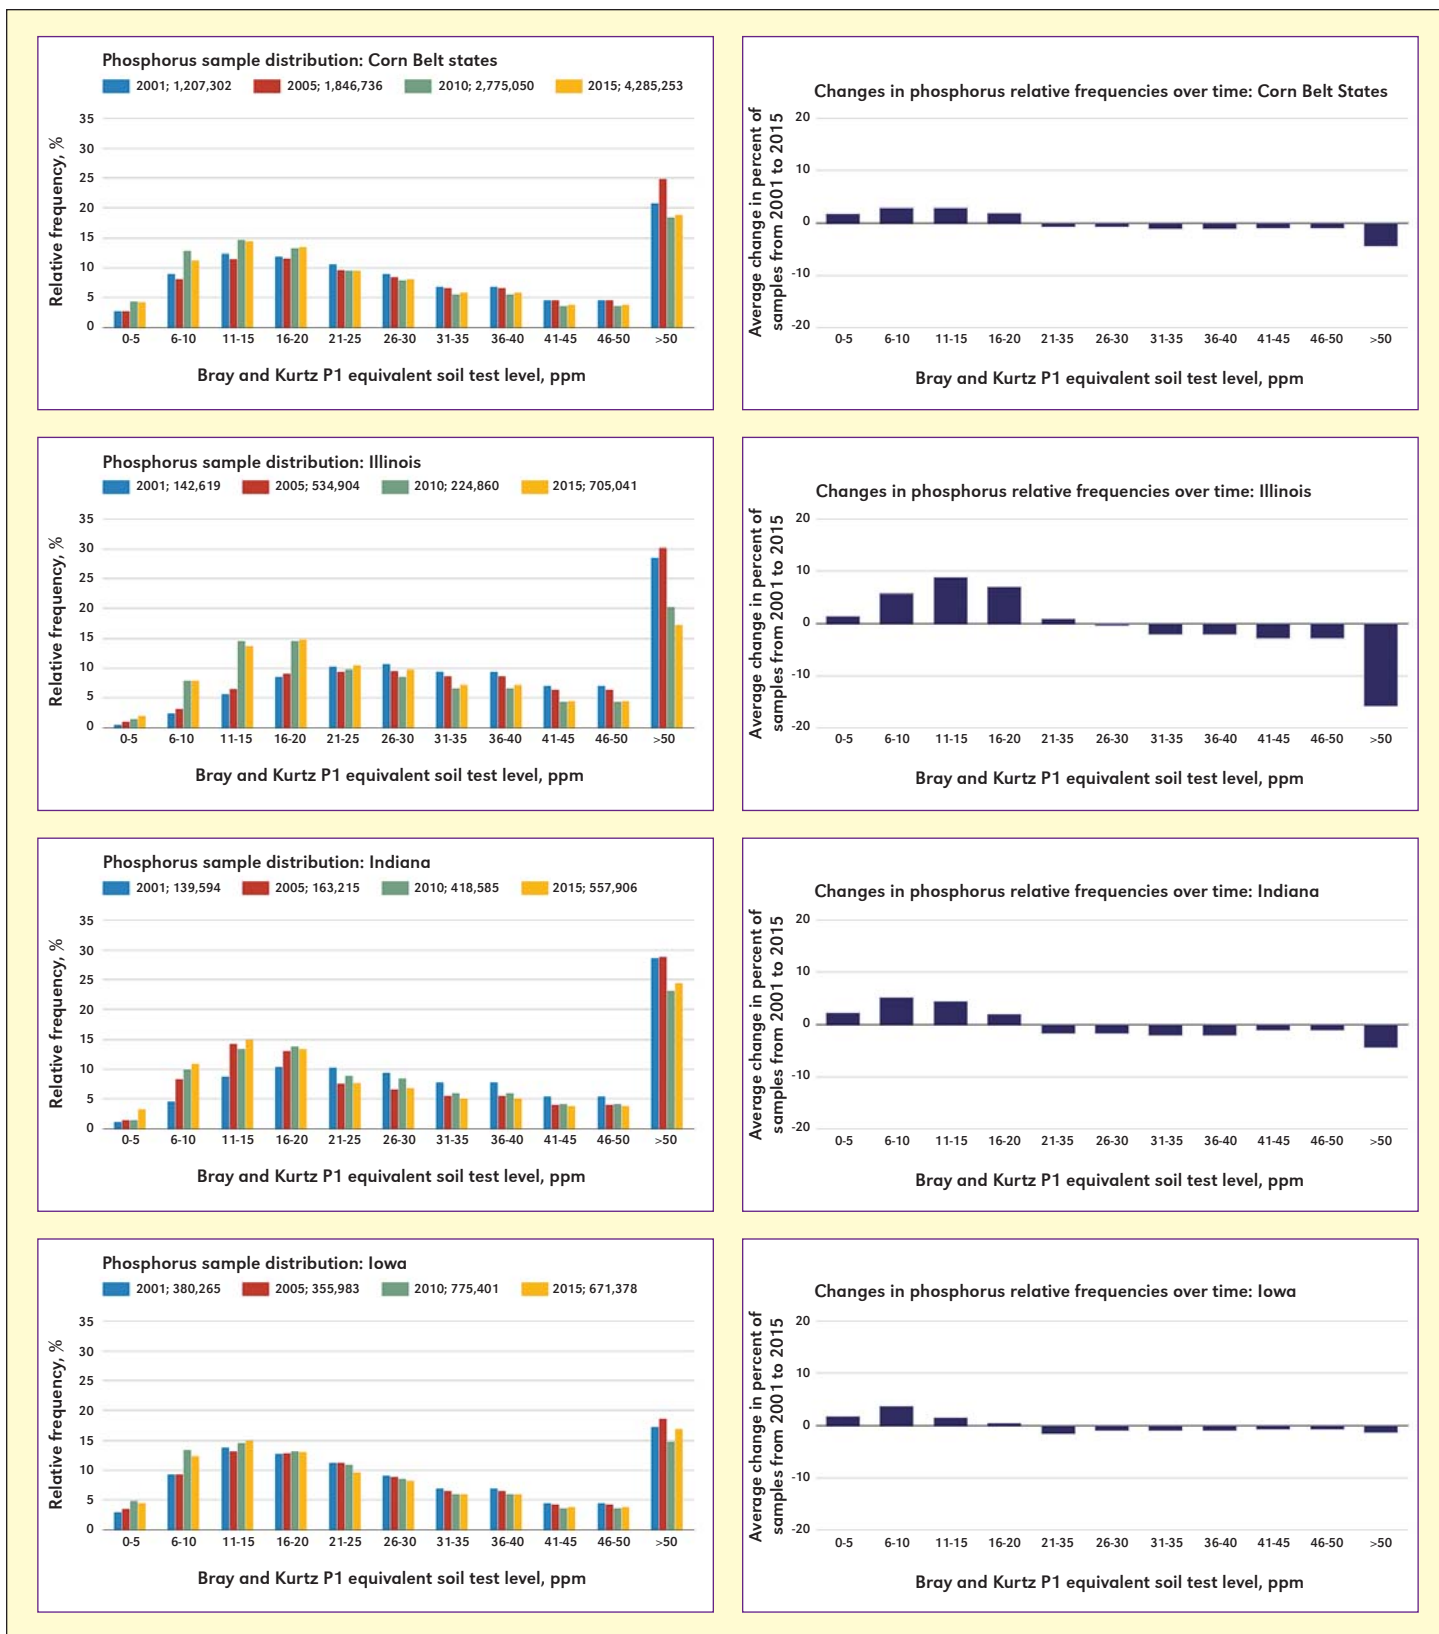 Phosphorus sample distribution: Corn Belt states
2001; 1,207,302 2005; 1,846,736 2010; 2,775,050 2015; 4,285,253
Relative frequency, %
35
30
25
20
15
10
5
0
0-5 6-10 11-15 16-20 21-25 26-30 31-35 36-40 41-45 46-50 >50
Bray and Kurtz P1 equivalent soil test level, ppm
Changes in phosphorus relative frequencies over time: Corn Belt States
Average change in percent of
samples from 2001 to 2015
20
10
0
-10
-20
0-5 6-10 11-15 16-20 21-35 26-30 31-35 36-40 41-45 46-50 >50
Bray and Kurtz P1 equivalent soil test level, ppm
Phosphorus sample distribution: Illinois
2001; 142,619 2005; 534,904 2010; 224,860 2015; 705,041
Relative frequency, %
35
30
25
20
15
10
5
0
0-5 6-10 11-15 16-20 21-25 26-30 31-35 36-40 41-45 46-50 >50
Bray and Kurtz P1 equivalent soil test level, ppm
Changes in phosphorus relative frequencies over time: Illinois
Average change in percent of
samples from 2001 to 2015
20
10
0
-10
-20
0-5 6-10 11-15 16-20 21-35 26-30 31-35 36-40 41-45 46-50 >50
Bray and Kurtz P1 equivalent soil test level, ppm
Phosphorus sample distribution: Indiana
2001; 139,594 2005; 163,215 2010; 418,585 2015; 557,906
Relative frequency, %
35
30
25
20
15
10
5
0
0-5 6-10 11-15 16-20 21-25 26-30 31-35 36-40 41-45 46-50 >50
Bray and Kurtz P1 equivalent soil test level, ppm
Changes in phosphorus relative frequencies over time: Indiana
Average change in percent of
samples from 2001 to 2015
20
10
0
-10
-20
0-5 6-10 11-15 16-20 21-35 26-30 31-35 36-40 41-45 46-50 >50
Bray and Kurtz P1 equivalent soil test level, ppm
Phosphorus sample distribution: Iowa
2001; 380,265 2005; 355,983 2010; 775,401 2015; 671,378
Relative frequency, %
35
30
25
20
15
10
5
0
0-5 6-10 11-15 16-20 21-25 26-30 31-35 36-40 41-45 46-50 >50
Bray and Kurtz P1 equivalent soil test level, ppm
Changes in phosphorus relative frequencies over time: Iowa
Average change in percent of
samples from 2001 to 2015
20
10
0
-10
-20
0-5 6-10 11-15 16-20 21-35 26-30 31-35 36-40 41-45 46-50 >50
Bray and Kurtz P1 equivalent soil test level, ppm